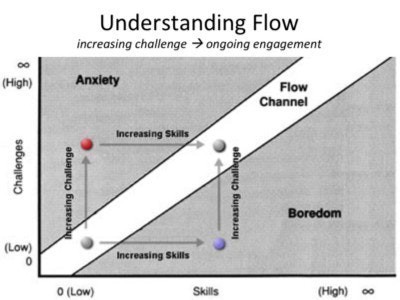 Understanding Flow
increasing challenge → ongoing engagement
∞
(High)
Anxiety
Flow
Channel
Increasing Skills
Challenges
Increasing Challenge
Increasing Challenge
Boredom
(Low)
0
Increasing Skills
0 (Low)
Skills
(High) ∞